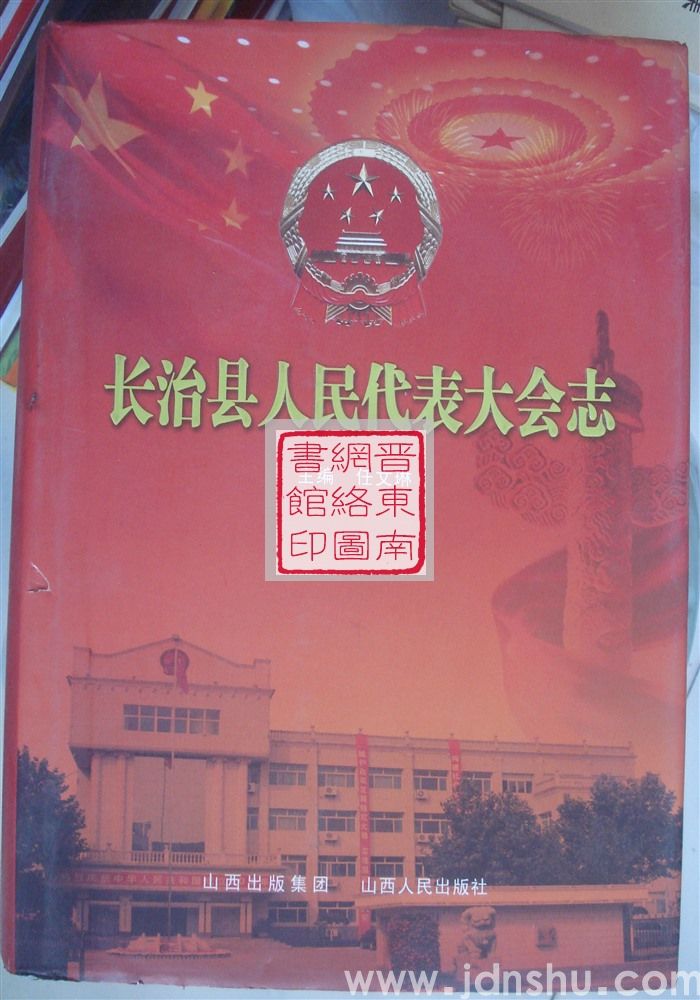 长治县人民代表大会志
主编 任文琳
晋東南
網絡圖
書館印
山西出版集团 山西人民出版社
www.jdnshu.com